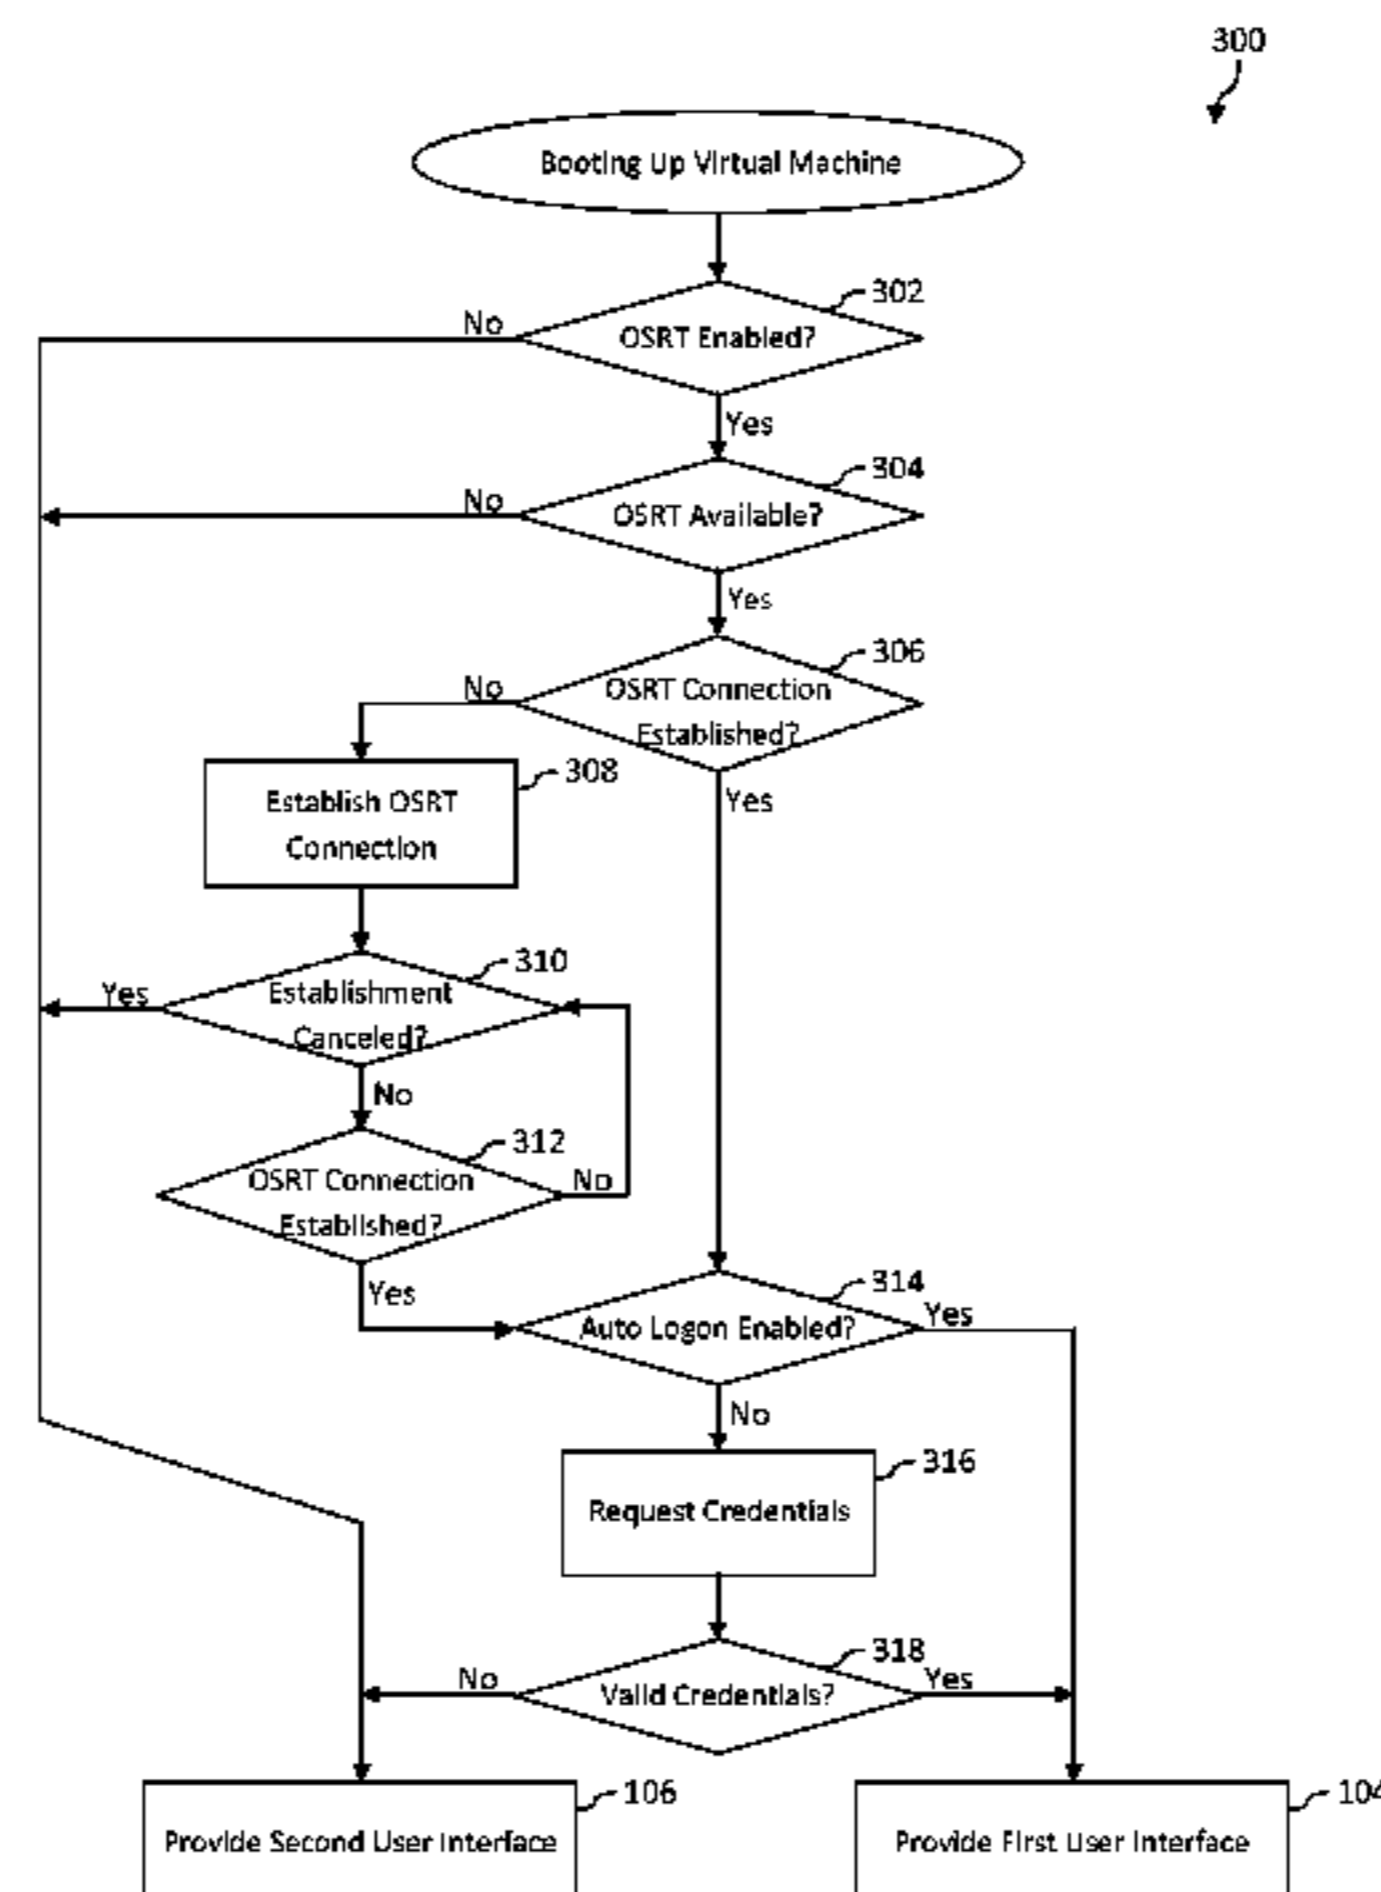 300
Booting Up Virtual Machine
302
No
OSRT Enabled?
Yes
304
No
OSRT Available?
Yes
306
No
OSRT Connection
Established?
308
Yes
Establish OSRT
Connection
310
Yes
Establishment
Canceled?
No
312
OSRT Connection
No
Established?
314
Yes
Yes
Auto Logon Enabled?
No
316
Request Credentials
318
No
Yes
Valid Credentials?
106
104
Provide Second User Interface
Provide First User Interface